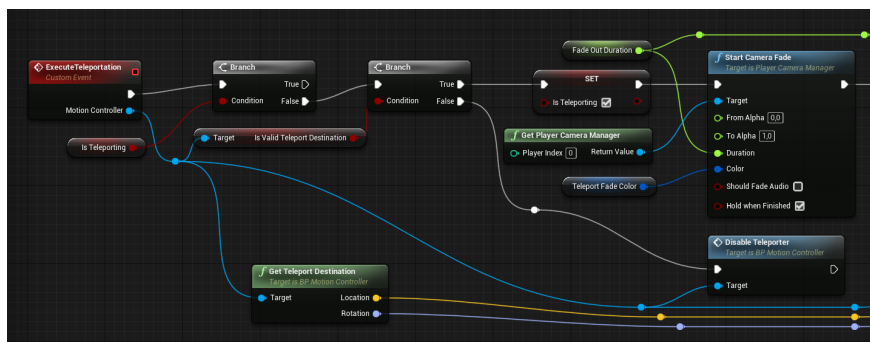 ExecuteTeleportation
Custom Event
Motion Controller
Is Teleporting
Branch
True
Condition
False
Target
Is Valid Teleport Destination
Branch
True
Condition
False
Get Teleport Destination
Target is BP Motion Controller
Target
Location
Rotation
SET
Is Teleporting
Fade Out Duration
Get Player Camera Manager
Player Index 0
Return Value
Teleport Fade Color
Start Camera Fade
Target is Player Camera Manager
Target
From Alpha 0,0
To Alpha 1,0
Duration
Color
Should Fade Audio
Hold when Finished
Disable Teleporter
Target is BP Motion Controller
Target